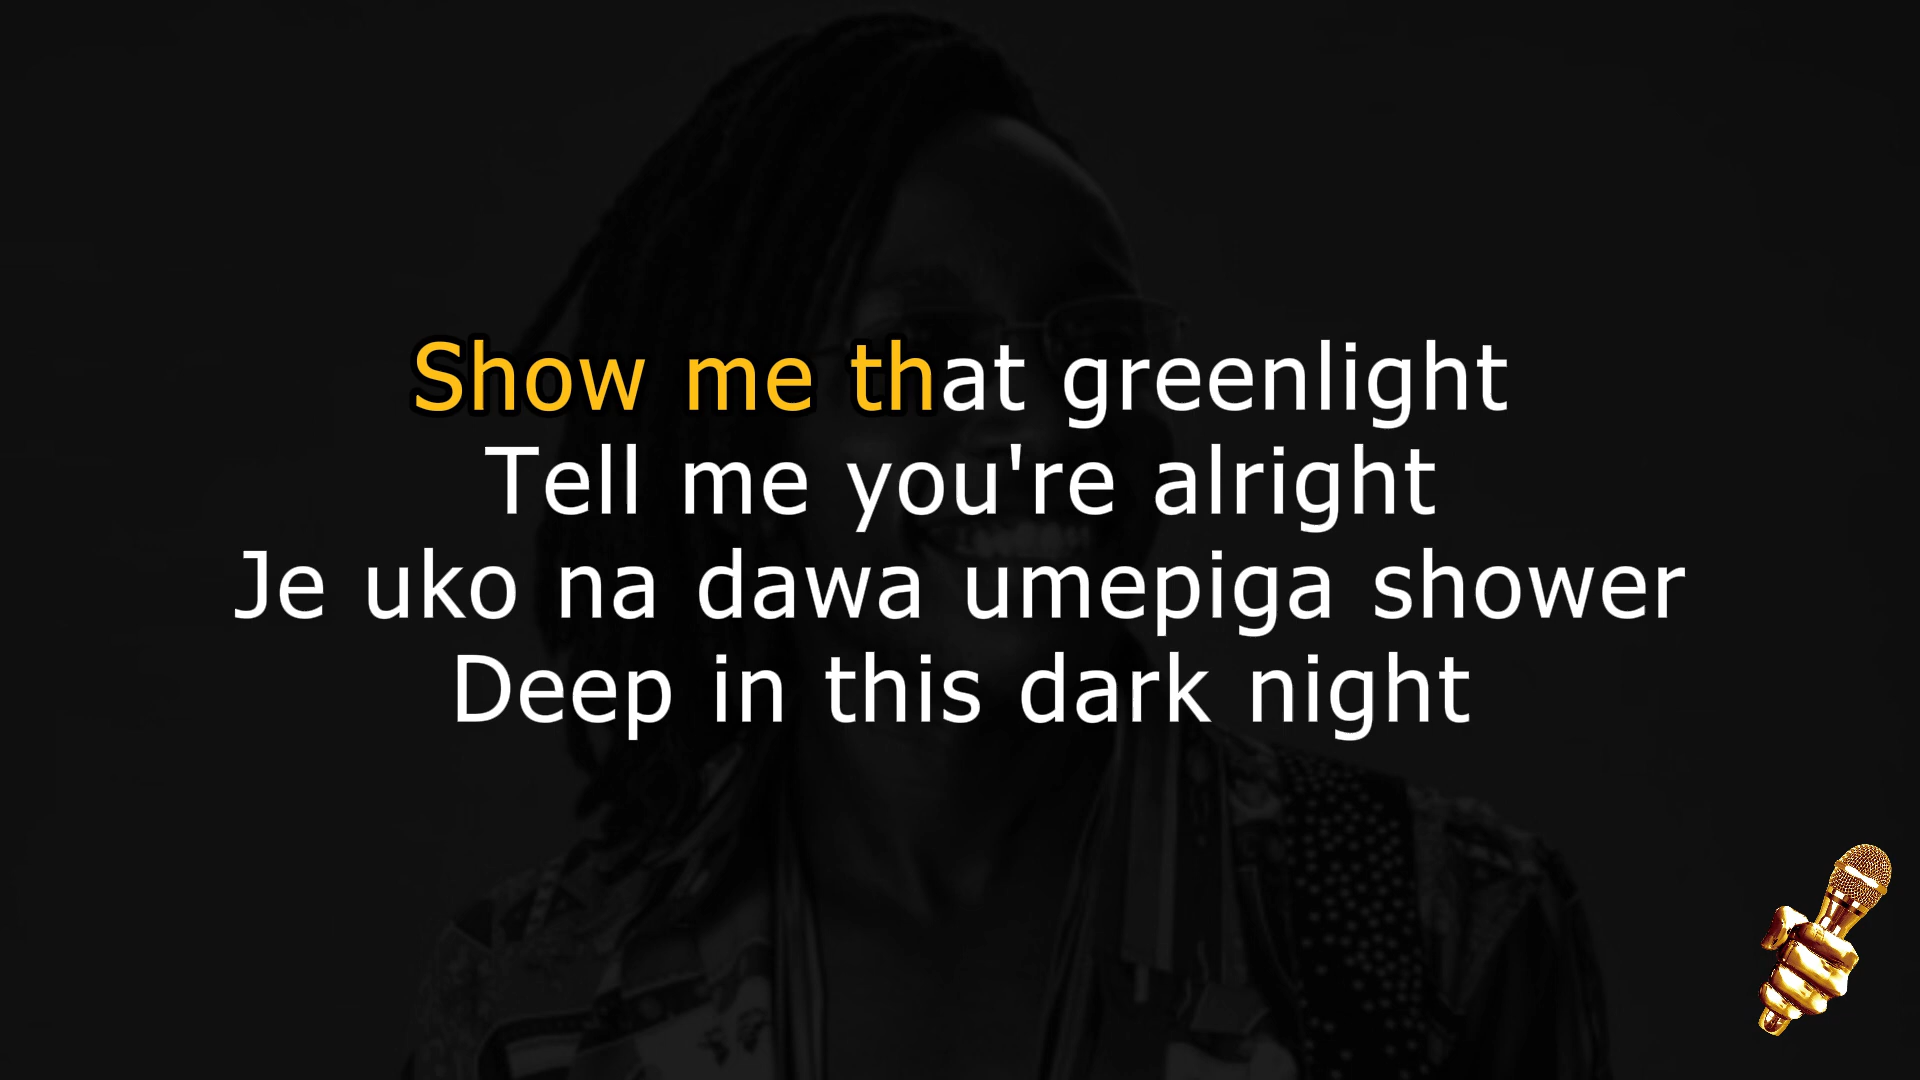 Show me that greenlight
Tell me you're alright
Je uko na dawa umepiga shower
Deep in this dark night